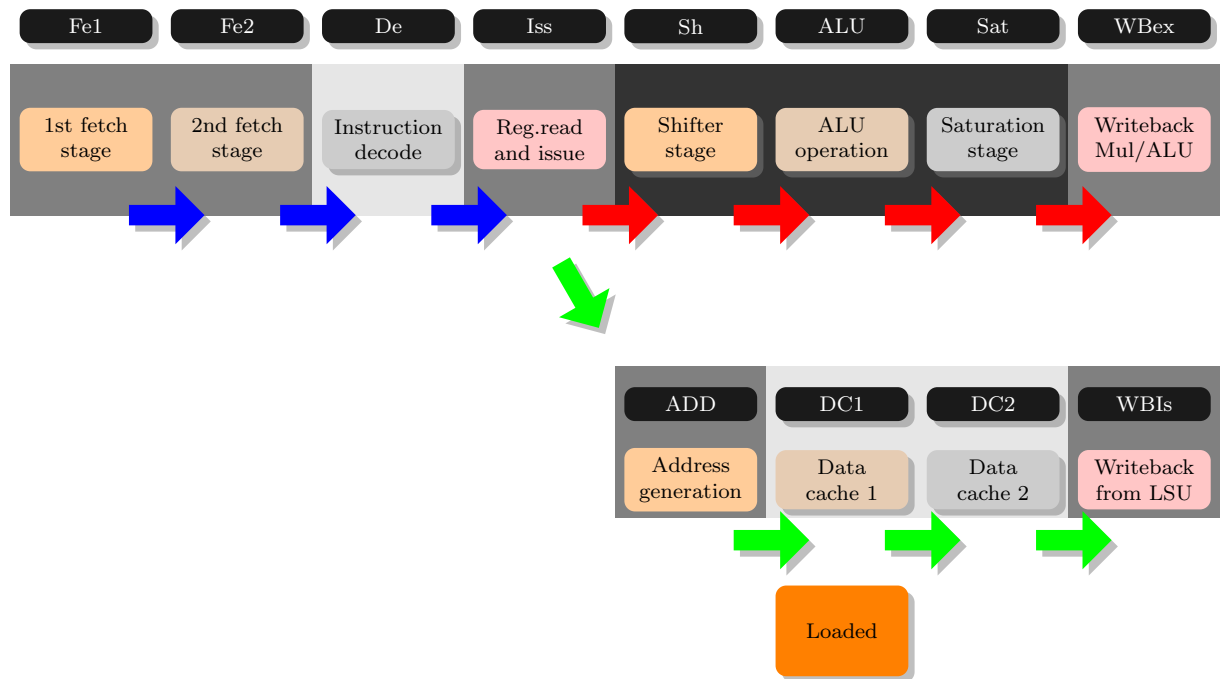 Fe1
Fe2
De
Iss
Sh
ALU
Sat
WBex
1st fetch
stage
2nd fetch
stage
Instruction
decode
Reg.read
and issue
Shifter
stage
ALU
operation
Saturation
stage
Writeback
Mul/ALU
ADD
DC1
DC2
WBIs
Address
generation
Data
cache 1
Data
cache 2
Writeback
from LSU
Loaded